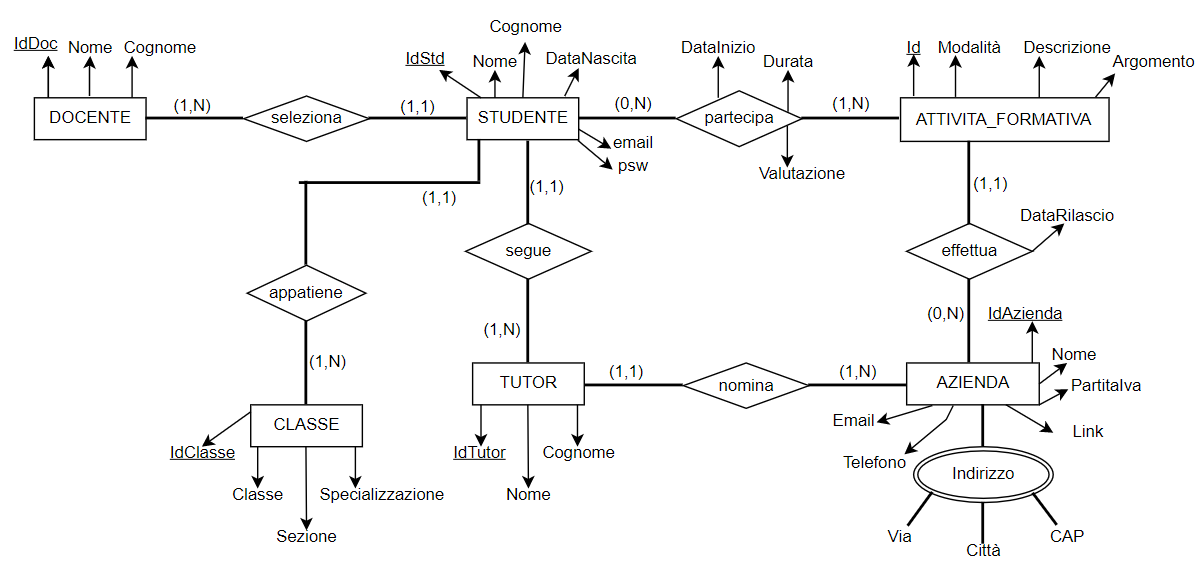 IdDoc
Nome
Cognome
DOCENTE
(1,N)
seleziona
(1,1)
IdStd
Nome
Cognome
DataNascita
STUDENTE
email
psw
(0,N)
DataInizio
Durata
partecipa
Valutazione
(1,N)
Id
Modalità
Descrizione
Argomento
ATTIVITA_FORMATIVA
(1,1)
(1,1)
(1,1)
DataRilascio
segue
effettua
appatiene
(0,N)
(1,N)
(1,N)
IdAzienda
Nome
TUTOR
(1,1)
nomina
(1,N)
AZIENDA
PartitaIva
CLASSE
Email
Link
IdClasse
IdTutor
Cognome
Telefono
Indirizzo
Classe
Specializzazione
Nome
Sezione
Via
Città
CAP